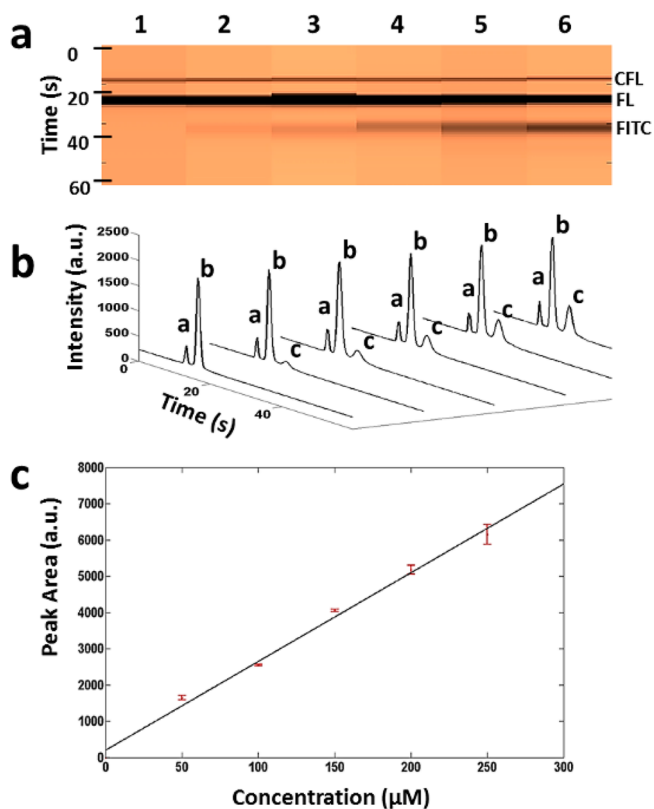 a
1 2 3 4 5 6
Time (s)
0
20
40
60
CFL
FL
FITC
b
Intensity (a.u.)
2500
2000
1500
1000
500
0
0
20
40
Time (s)
a b
a b c
a b c
a b c
a b c
a b c
c
Peak Area (a.u.)
8000
7000
6000
5000
4000
3000
2000
1000
0
0 50 100 150 200 250 300
Concentration (µM)